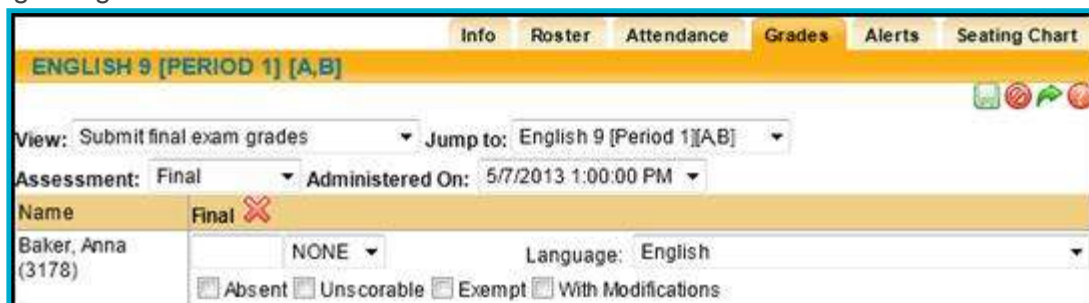 Info Roster Attendance Grades Alerts Seating Chart
ENGLISH 9 [PERIOD 1] [A,B]
View: Submit final exam grades Jump to: English 9 [Period 1][A,B]
Assessment: Final Administered On: 5/7/2013 1:00:00 PM
Name Final
Baker, Anna NONE Language: English
(3178)
Absent Unscorable Exempt With Modifications